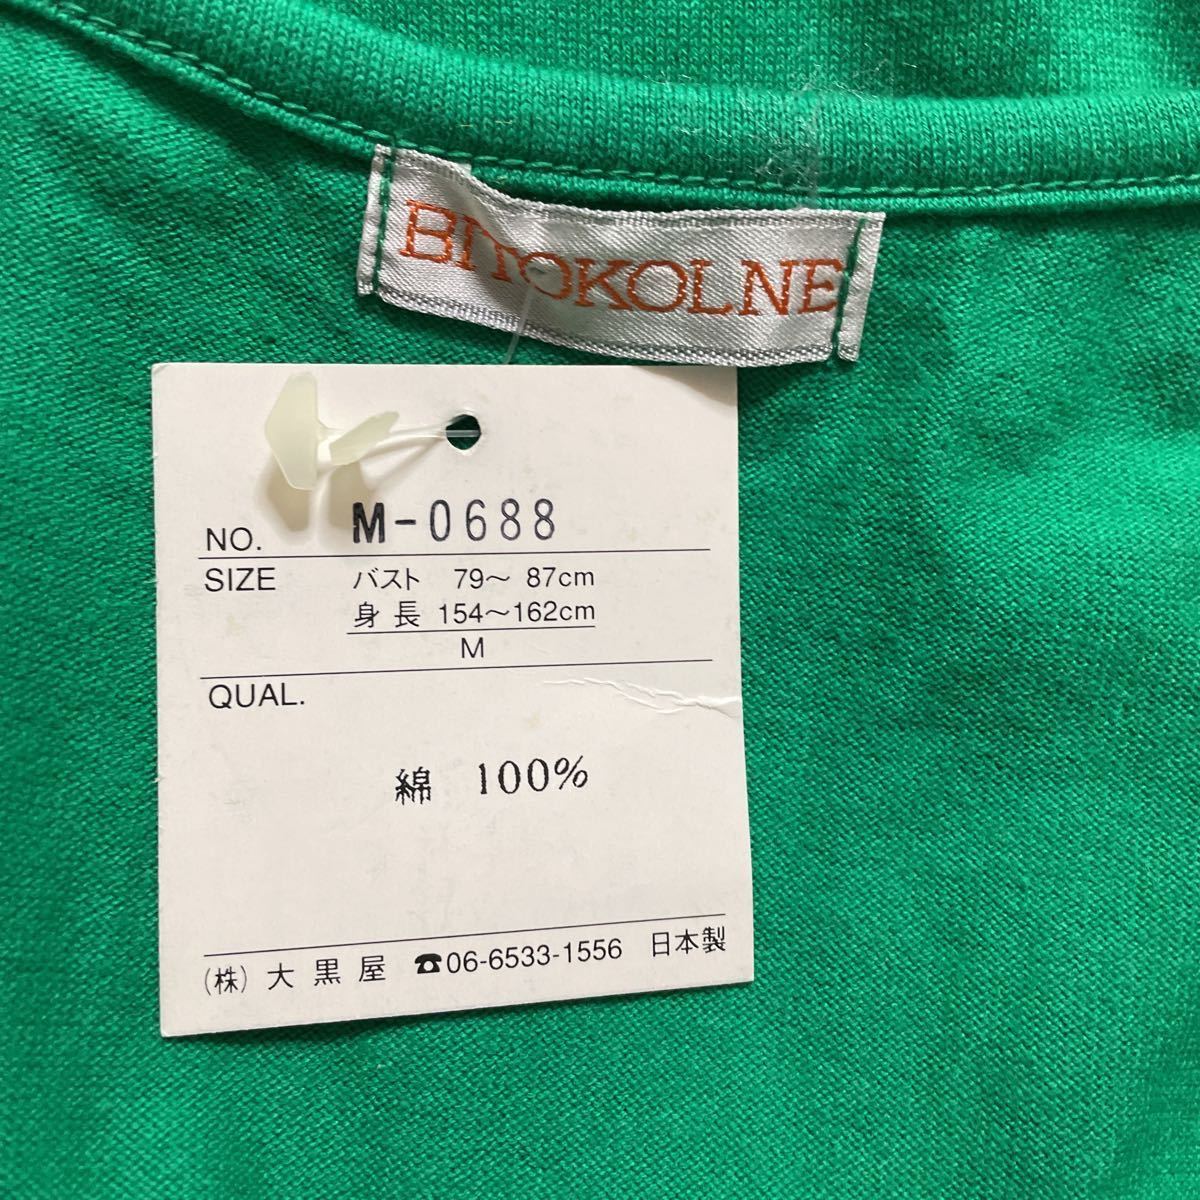 BITOKOLNE
NO. M-0688
SIZE バスト 79〜 87cm
身長 154〜162cm
M
QUAL.
綿 100%
(株) 大黒屋 ☎06-6533-1556 日本製